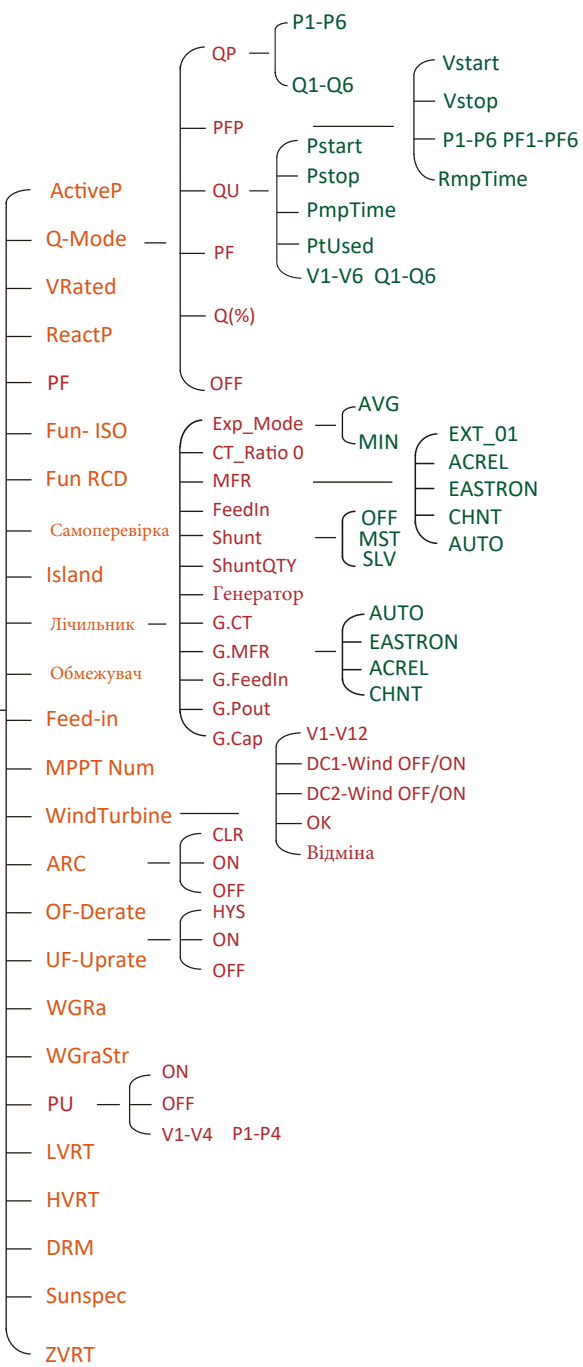 P1-P6
QP
Q1-Q6
Vstart
Vstop
PFP
P1-P6 PF1-PF6
RmpTime
Pstart
Pstop
QU
PmpTime
PtUsed
V1-V6 Q1-Q6
PF
Q(%)
OFF
ActiveP
Q-Mode
VRated
ReactP
PF
Fun- ISO
Fun RCD
Самоперевірка
Island
Лічильник
Обмежувач
Feed-in
MPPT Num
WindTurbine
ARC
OF-Derate
UF-Uprate
WGRa
WGraStr
PU
LVRT
HVRT
DRM
Sunspec
ZVRT
Exp_Mode
AVG
MIN
CT_Ratio 0
MFR
EXT_01
ACREL
EASTRON
CHNT
AUTO
FeedIn
Shunt
OFF
MST
SLV
ShuntQTY
Генератор
G.CT
G.MFR
AUTO
EASTRON
ACREL
CHNT
G.FeedIn
G.Pout
G.Cap
V1-V12
DC1-Wind OFF/ON
DC2-Wind OFF/ON
OK
Відміна
CLR
ON
OFF
HYS
ON
OFF
ON
OFF
V1-V4 P1-P4